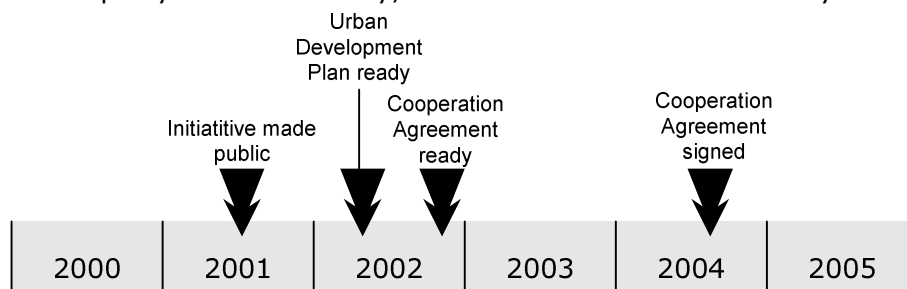 Urban
Development
Plan ready
Initiatitive made
public
Cooperation
Agreement
ready
Cooperation
Agreement
signed
2000 2001 2002 2003 2004 2005